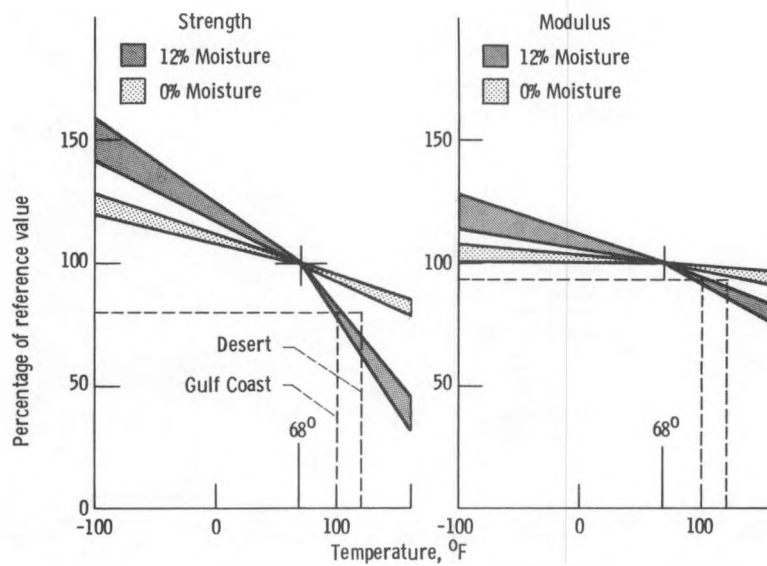 Strength
12% Moisture
0% Moisture
150
100
50
0
Desert
Gulf Coast
68⁰
-100
0
100
Modulus
12% Moisture
0% Moisture
150
100
50
0
68⁰
-100
0
100
Percentage of reference value
Temperature, ⁰F